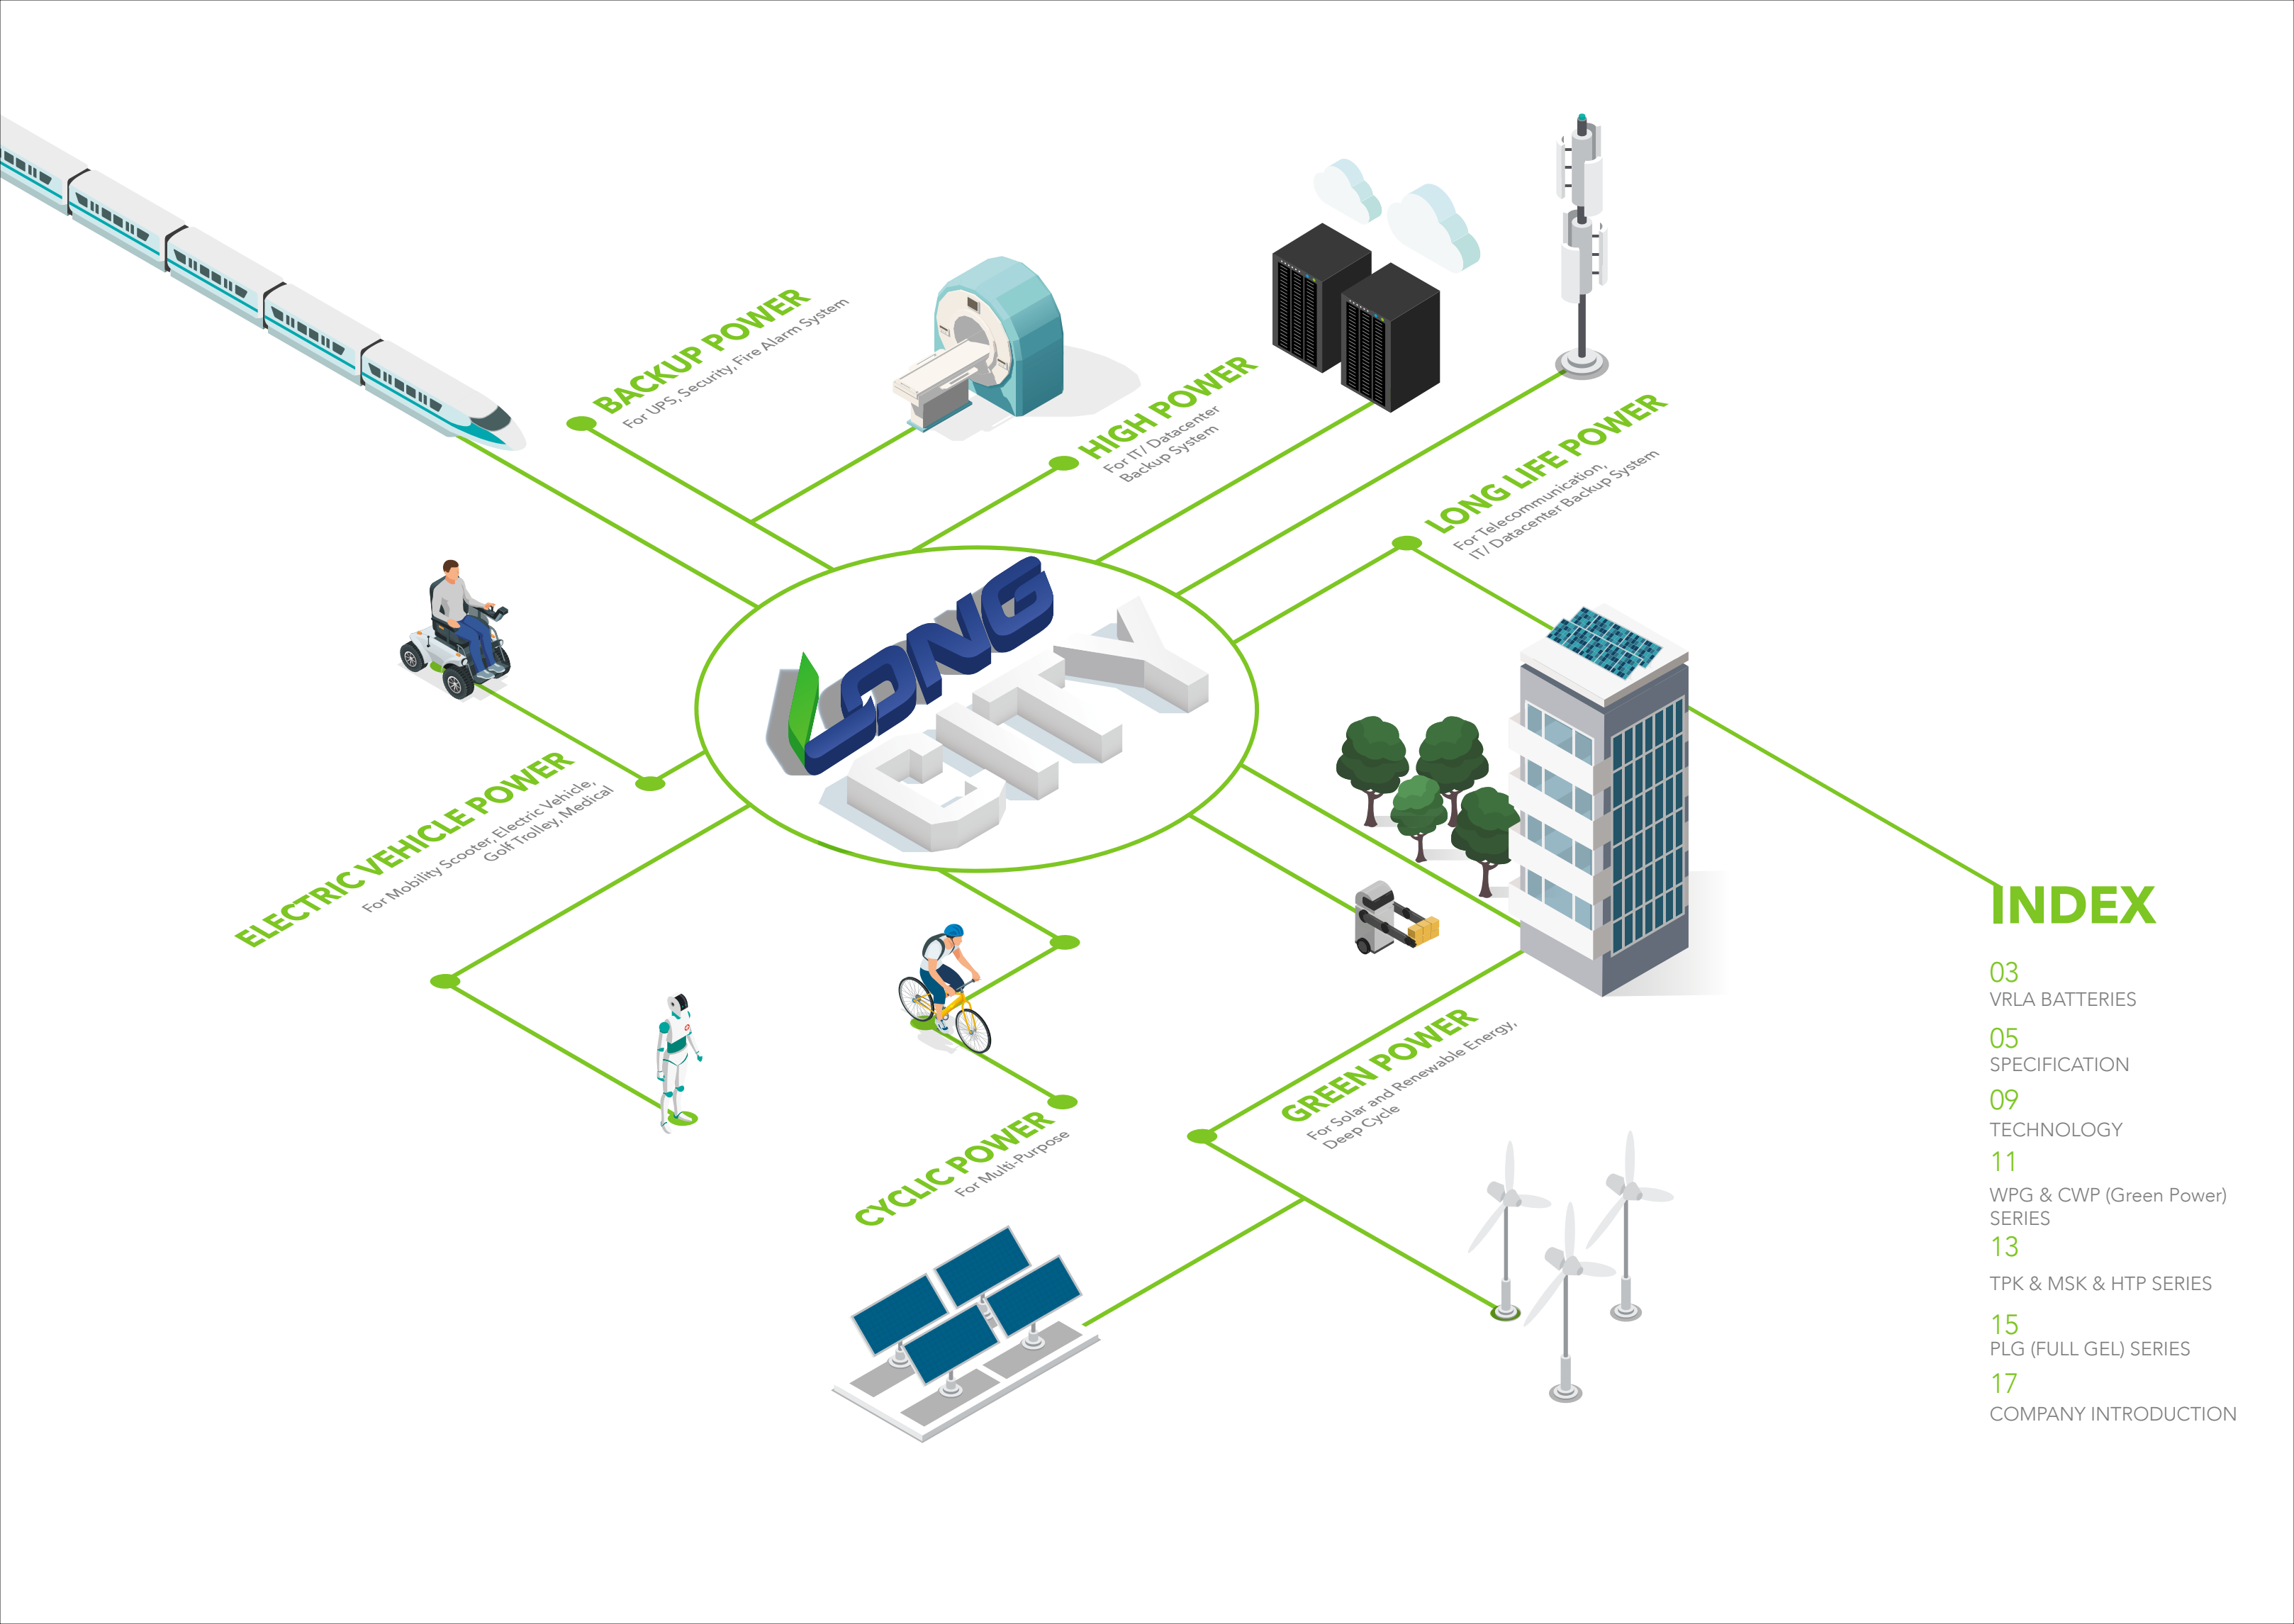 BACKUP POWER
For UPS, Security, Fire Alarm System
HIGH POWER
For IT/ Datacenter
Backup System
LONG LIFE POWER
For Telecommunication,
IT/ Datacenter Backup System
LONG
CITY
ELECTRIC VEHICLE POWER
For Mobility Scooter, Electric Vehicle,
Golf Trolley, Medical
CYCLIC POWER
For Multi-Purpose
GREEN POWER
For Solar and Renewable Energy,
Deep Cycle
INDEX
03
VRLA BATTERIES
05
SPECIFICATION
09
TECHNOLOGY
11
WPG & CWP (Green Power)
SERIES
13
TPK & MSK & HTP SERIES
15
PLG (FULL GEL) SERIES
17
COMPANY INTRODUCTION